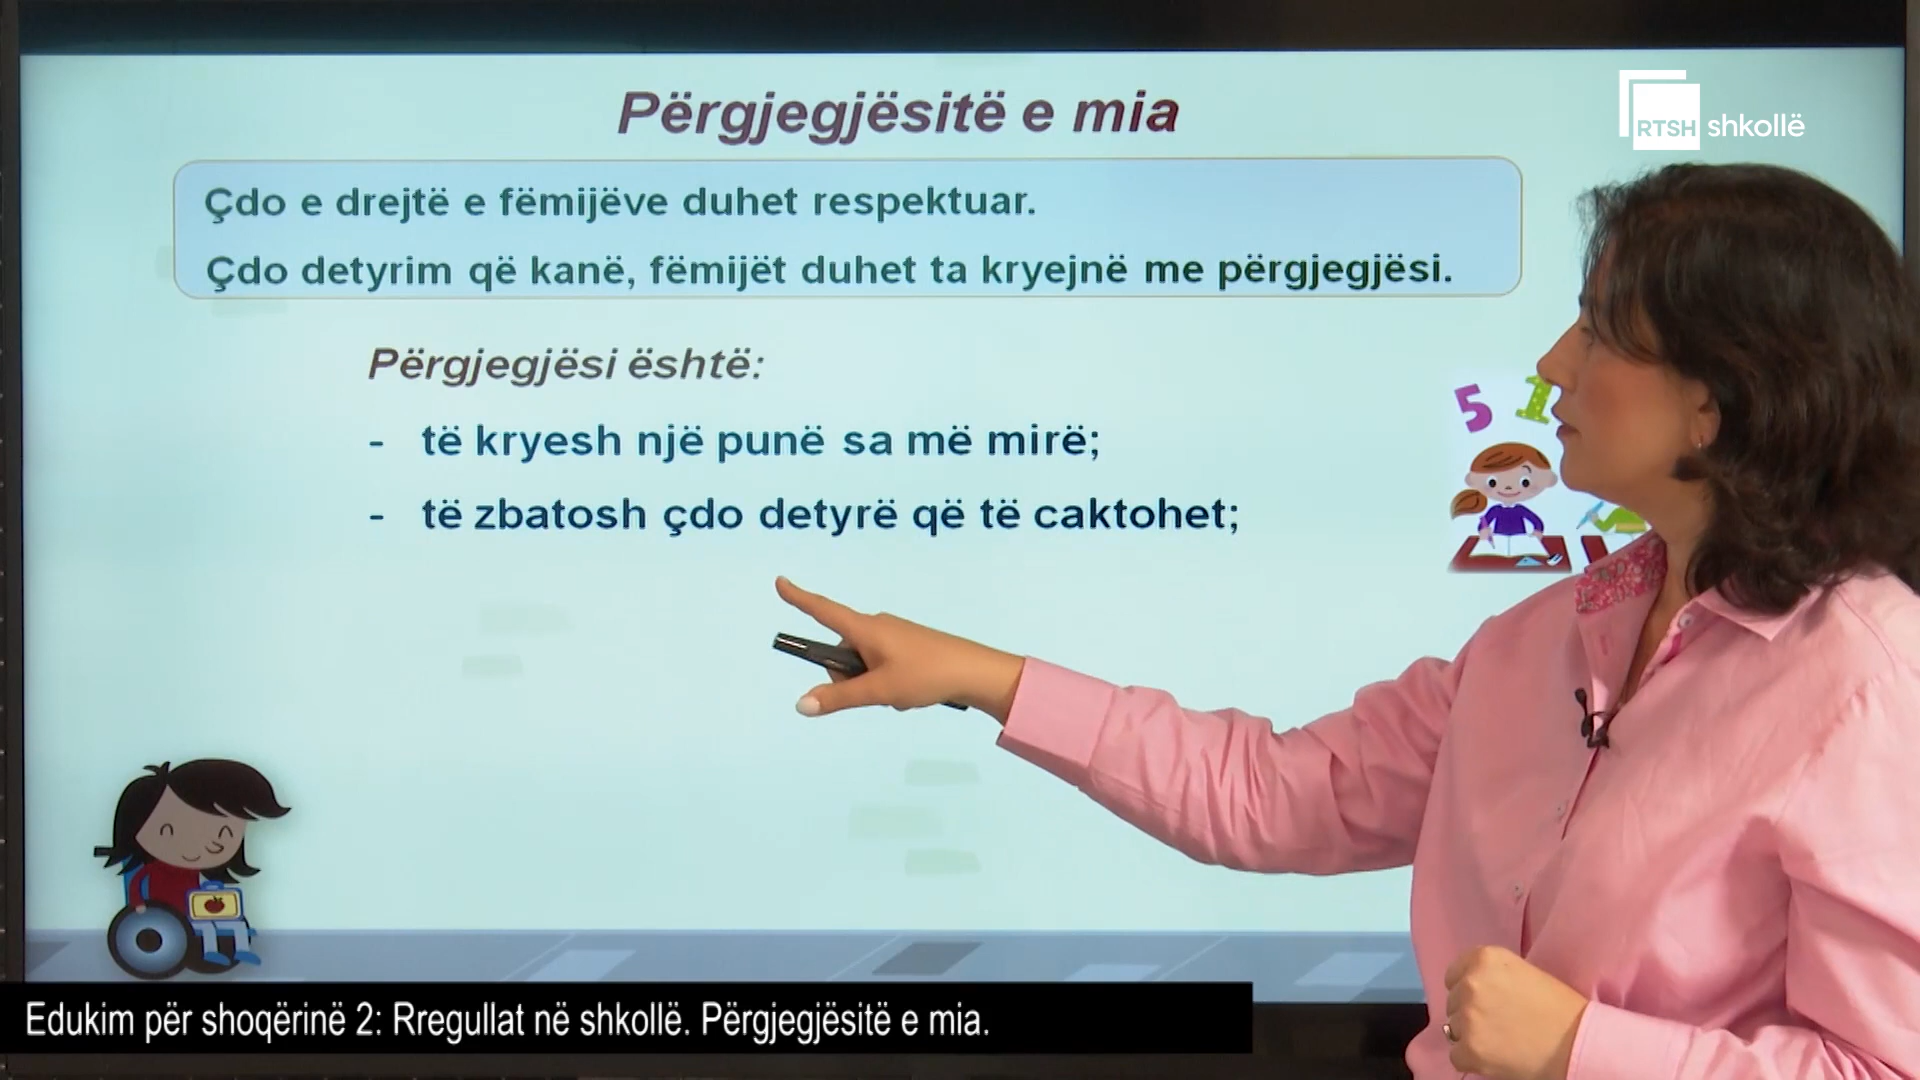 Përgjegjësitë e mia
RTSH shkollë
Çdo e drejtë e fëmijëve duhet respektuar.
Çdo detyrim që kanë, fëmijët duhet ta kryejnë me përgjegjësi.
Përgjegjësi është:
- të kryesh një punë sa më mirë;
- të zbatosh çdo detyrë që të caktohet;
5 1
Edukim për shoqërinë 2: Rregullat në shkollë. Përgjegjësitë e mia.